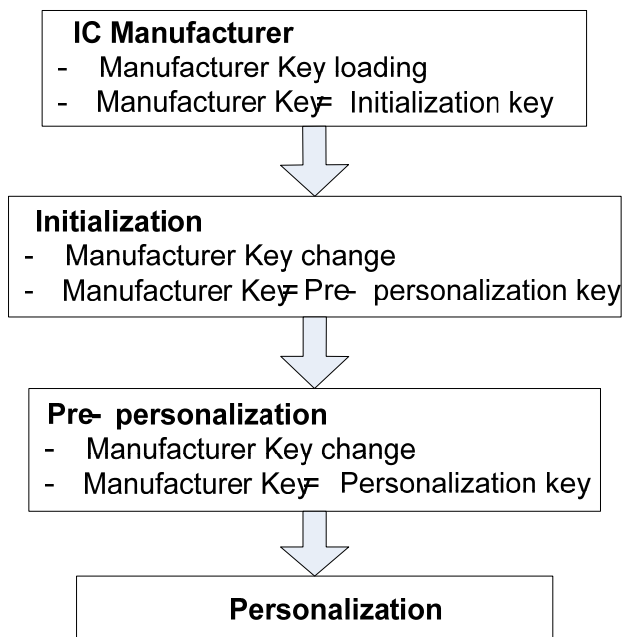 IC Manufacturer
- Manufacturer Key loading
- Manufacturer Key= Initialization key
Initialization
- Manufacturer Key change
- Manufacturer Key= Pre- personalization key
Pre- personalization
- Manufacturer Key change
- Manufacturer Key= Personalization key
Personalization